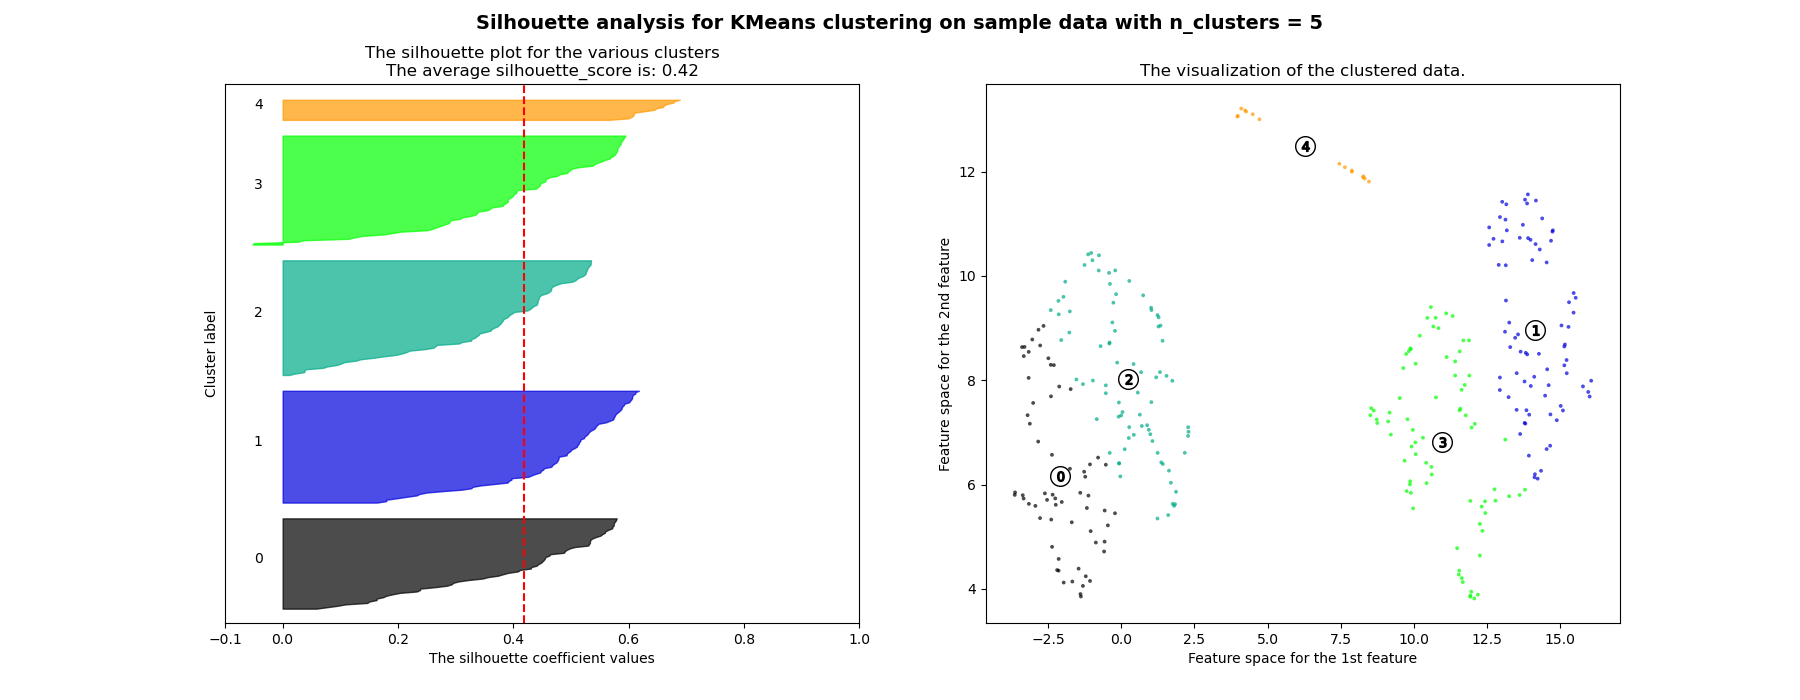 Silhouette analysis for KMeans clustering on sample data with n_clusters = 5
The silhouette plot for the various clusters
The average silhouette_score is: 0.42
4
3
2
1
0
Cluster label
−0.1 0.0 0.2 0.4 0.6 0.8 1.0
The silhouette coefficient values
The visualization of the clustered data.
12
10
8
6
4
Feature space for the 2nd feature
4
1
2
3
0
−2.5 0.0 2.5 5.0 7.5 10.0 12.5 15.0
Feature space for the 1st feature